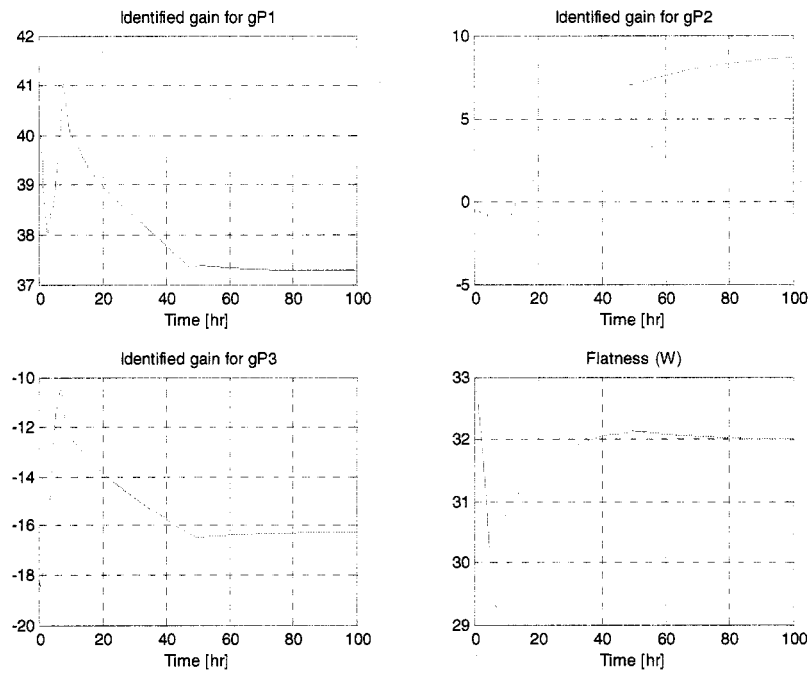 Identified gain for gP1
42
41
40
39
38
37
0 20 40 60 80 100
Time [hr]
Identified gain for gP2
10
5
0
-5
0 20 40 60 80 100
Time [hr]
Identified gain for gP3
-10
-12
-14
-16
-18
-20
0 20 40 60 80 100
Time [hr]
Flatness (W)
33
32
31
30
29
0 20 40 60 80 100
Time [hr]